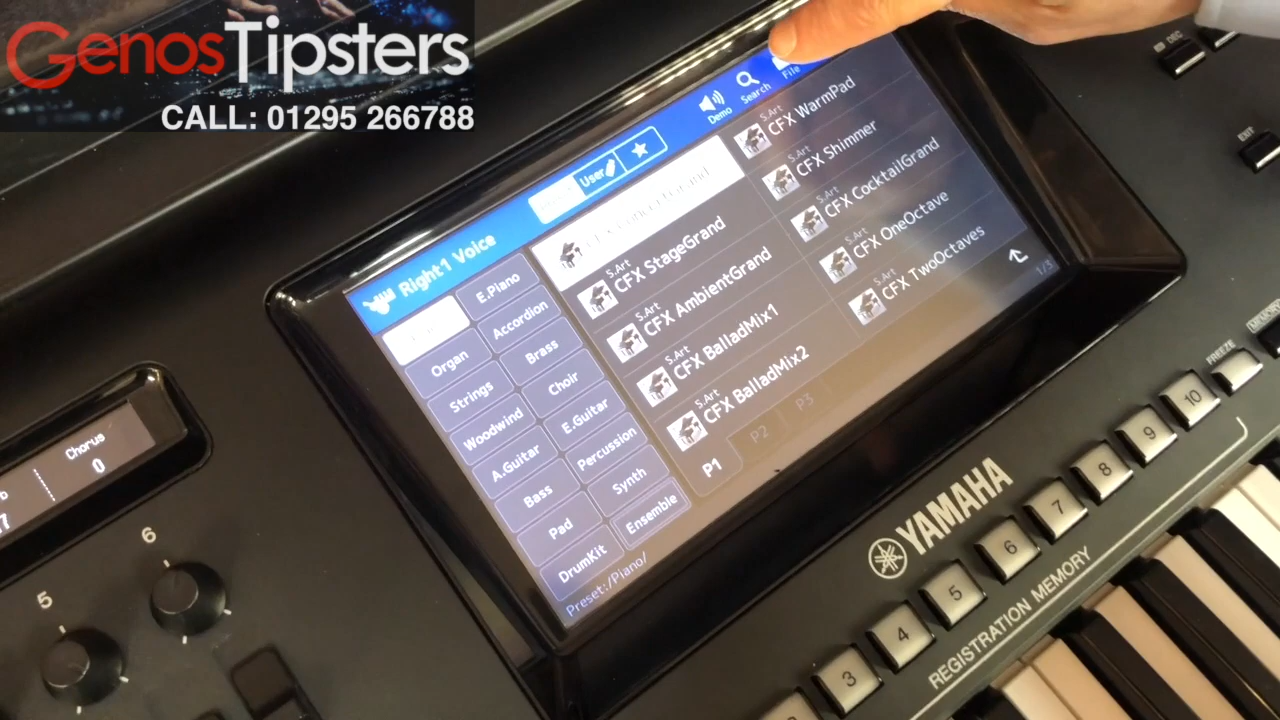 GenosTipsters
CALL: 01295 266788
DEC
EXIT
File
Search
Demo
User
Right1 Voice
E.Piano
Organ
Accordion
Strings
Brass
Woodwind
Choir
A.Guitar
E.Guitar
Bass
Percussion
Pad
Synth
DrumKit
Ensemble
Preset:/Piano/
S.Art
CFX StageGrand
S.Art
CFX AmbientGrand
S.Art
CFX BalladMix1
S.Art
CFX BalladMix2
S.Art
CFX WarmPad
S.Art
CFX Shimmer
S.Art
CFX CocktailGrand
S.Art
CFX OneOctave
S.Art
CFX TwoOctaves
P1
P2
P3
1/5
Chorus
0
7
5
6
YAMAHA
REGISTRATION MEMORY
3
4
5
6
7
8
9
10
FREEZE